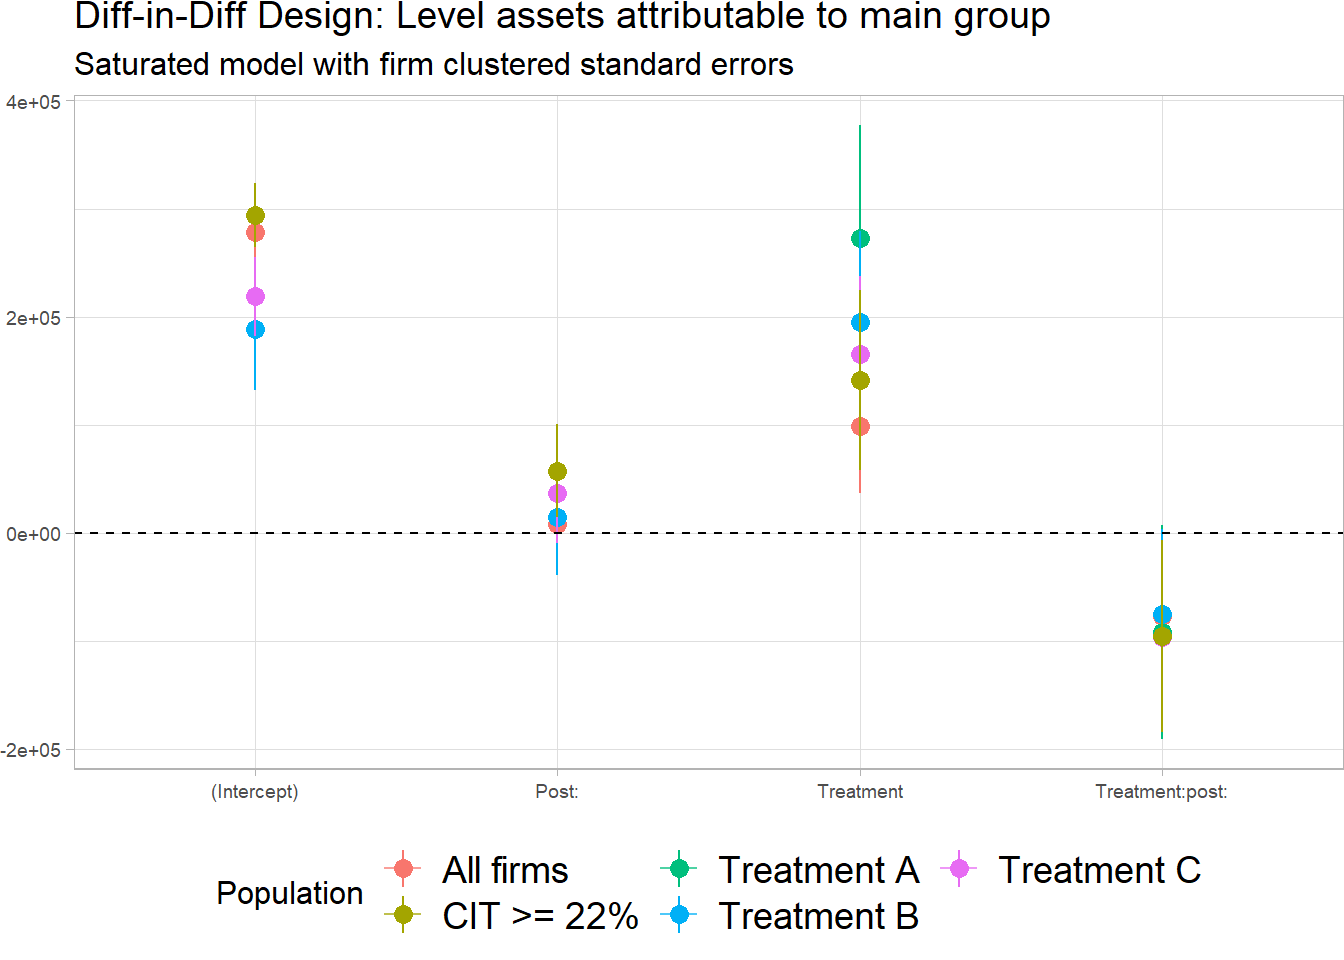 Diff-in-Diff Design: Level assets attributable to main group
Saturated model with firm clustered standard errors
4e+05
2e+05
0e+00
-2e+05
(Intercept)
Post:
Treatment
Treatment:post:
Population
All firms
Treatment A
Treatment C
CIT >= 22%
Treatment B